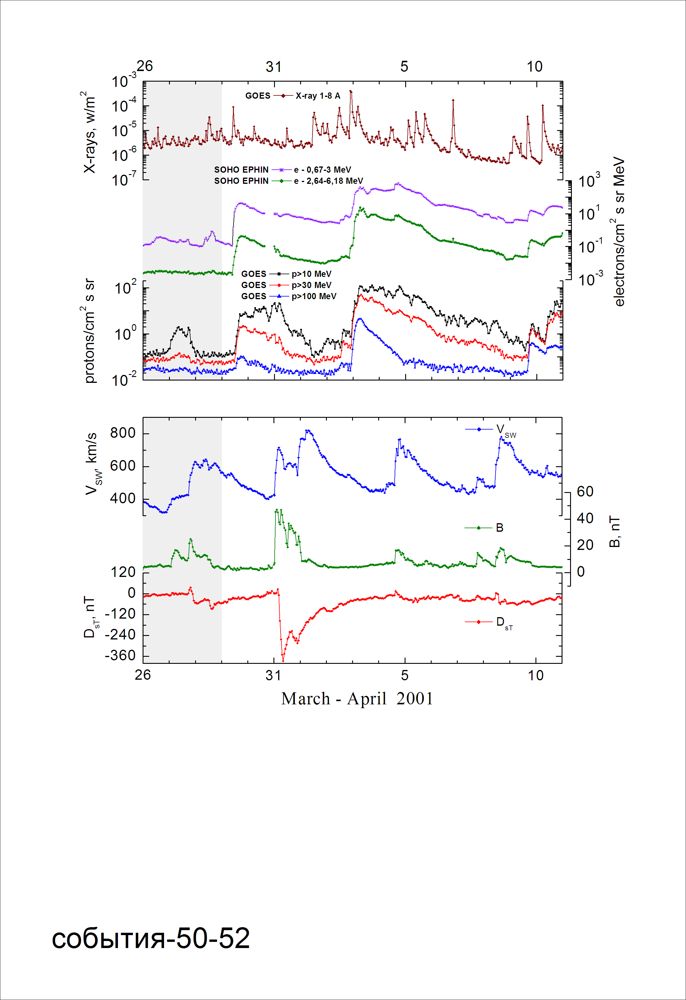 26 31 5 10
10-3
10-4
10-5
10-6
10-7
X-rays, w/m2
GOES X-ray 1-8 A
SOHO EPHIN e - 0,67-3 MeV
SOHO EPHIN e - 2,64-6,18 MeV
103
101
10-1
10-3
electrons/cm2 s sr MeV
GOES p>10 MeV
GOES p>30 MeV
GOES p>100 MeV
102
100
10-2
protons/cm2 s sr
800
600
400
VSW, km/s
VSW
60
40
20
0
B, nT
B
120
0
-120
-240
-360
DsT, nT
DsT
26 31 5 10
March - April 2001
события-50-52